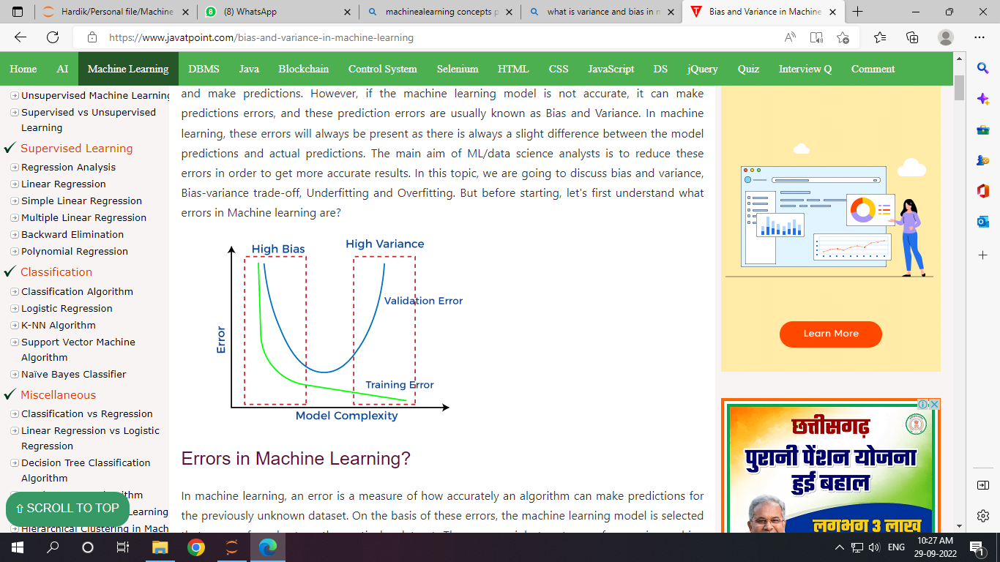 Hardik/Personal file/Machine
(8) WhatsApp
machinealearning concepts p
what is variance and bias in m
Bias and Variance in Machine
https://www.javatpoint.com/bias-and-variance-in-machine-learning
Home AI Machine Learning DBMS Java Blockchain Control System Selenium HTML CSS JavaScript DS jQuery Quiz Interview Q Comment
Unsupervised Machine Learning
Supervised vs Unsupervised
Learning
Supervised Learning
Regression Analysis
Linear Regression
Simple Linear Regression
Multiple Linear Regression
Backward Elimination
Polynomial Regression
Classification
Classification Algorithm
Logistic Regression
K-NN Algorithm
Support Vector Machine
Algorithm
Naïve Bayes Classifier
Miscellaneous
Classification vs Regression
Linear Regression vs Logistic
Regression
Decision Tree Classification
Algorithm
Learning
Hierarchical Clustering in Mach
⇧ SCROLL TO TOP
and make predictions. However, if the machine learning model is not accurate, it can make
predictions errors, and these prediction errors are usually known as Bias and Variance. In machine
learning, these errors will always be present as there is always a slight difference between the model
predictions and actual predictions. The main aim of ML/data science analysts is to reduce these
errors in order to get more accurate results. In this topic, we are going to discuss bias and variance,
Bias-variance trade-off, Underfitting and Overfitting. But before starting, let's first understand what
errors in Machine learning are?
High Bias
High Variance
Validation Error
Error
Training Error
Model Complexity
Errors in Machine Learning?
In machine learning, an error is a measure of how accurately an algorithm can make predictions for
the previously unknown dataset. On the basis of these errors, the machine learning model is selected
Learn More
छत्तीसगढ़
पुरानी पेंशन योजना
हुई बहाल
लगभग 3 लाख
ENG
10:27 AM
29-09-2022
1